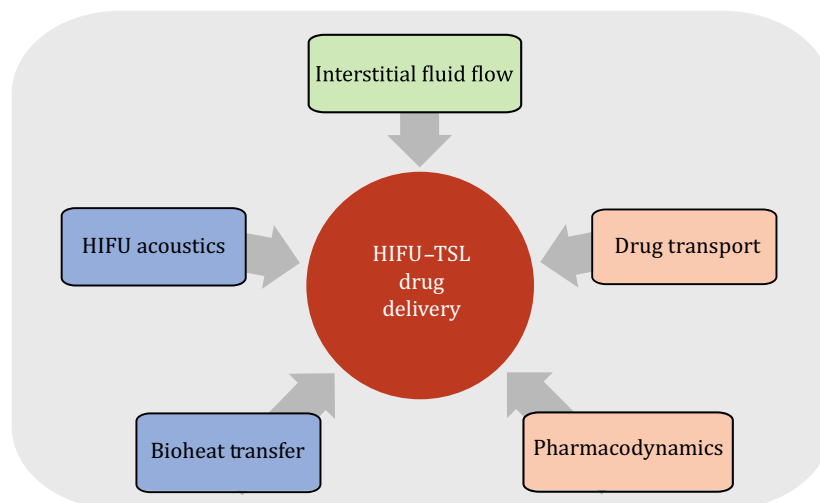 Interstitial fluid flow
HIFU acoustics
HIFU–TSL
drug
delivery
Drug transport
Bioheat transfer
Pharmacodynamics